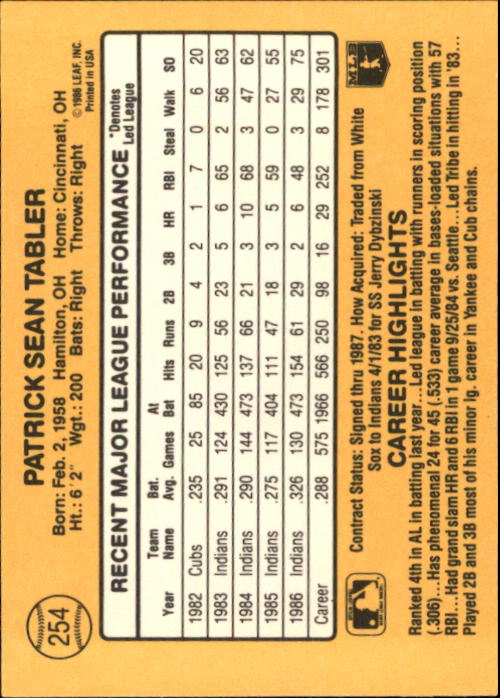 254
PATRICK SEAN TABLER
Born: Feb. 2, 1958 Hamilton, OH Home: Cincinnati, OH
Ht.: 6 ' 2" Wgt.: 200 Bats: Right Throws: Right
© 1986 LEAF, INC.
Printed in USA
RECENT MAJOR LEAGUE PERFORMANCE
*Denotes
Led League
Year Team Name Bat. Avg. Games At Bat Hits Runs 2B 3B HR RBI Steal Walk SO
1982 Cubs .235 25 85 20 9 4 2 1 7 0 6 20
1983 Indians .291 124 430 125 56 23 5 6 65 2 56 63
1984 Indians .290 144 473 137 66 21 3 10 68 3 47 62
1985 Indians .275 117 404 111 47 18 3 5 59 0 27 55
1986 Indians .326 130 473 154 61 29 2 6 48 3 29 75
Career .288 575 1966 566 250 98 16 29 252 8 178 301
Contract Status: Signed thru 1987. How Acquired: Traded from White
Sox to Indians 4/1/83 for SS Jerry Dybzinski
MLB
CAREER HIGHLIGHTS
Ranked 4th in AL in batting last year...Led league in batting with runners in scoring position
(.306)...Has phenomenal 24 for 45 (.533) career average in bases-loaded situations with 57
RBI...Had grand slam HR and 6 RBI in 1 game 9/25/84 vs. Seattle...Led Tribe in hitting in '83...
Played 2B and 3B most of his minor lg. career in Yankee and Cub chains.